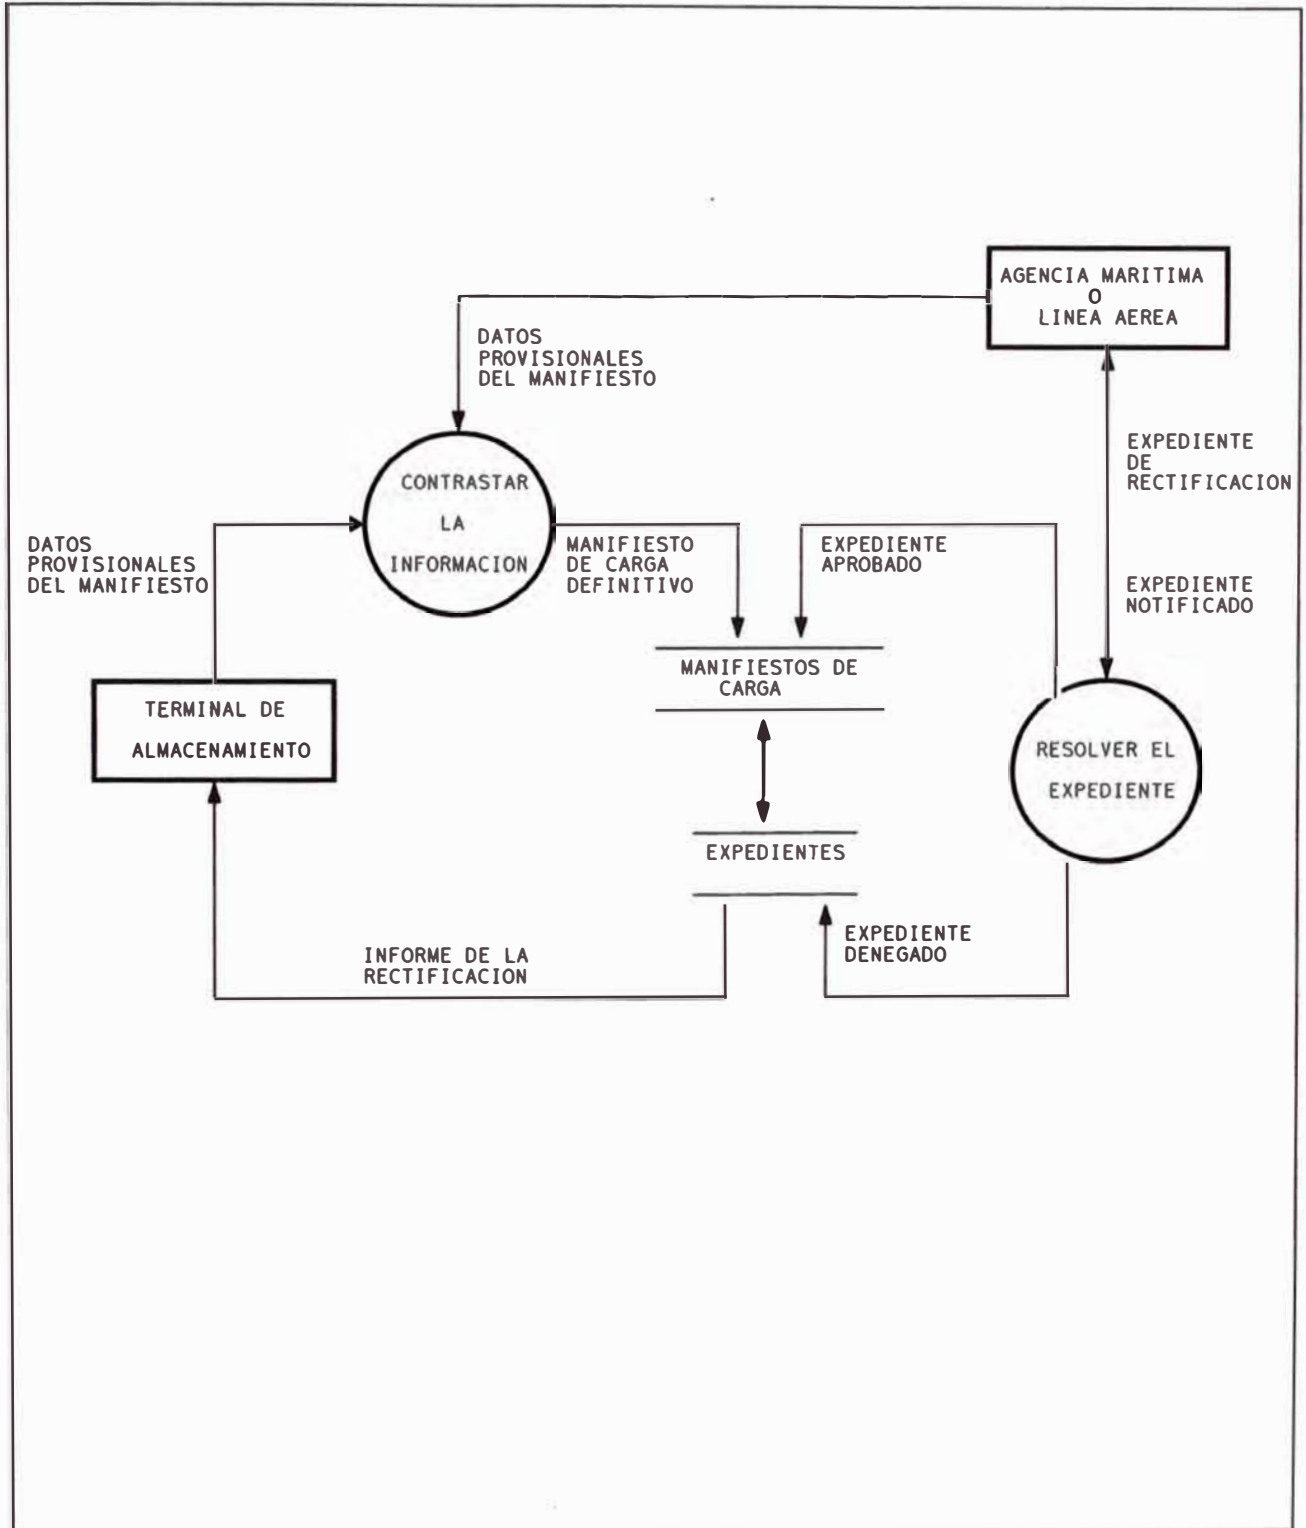 AGENCIA MARITIMA
O
LINEA AEREA
DATOS
PROVISIONALES
DEL MANIFIESTO
EXPEDIENTE
DE
RECTIFICACION
CONTRASTAR
LA
INFORMACION
DATOS
PROVISIONALES
DEL MANIFIESTO
MANIFIESTO
DE CARGA
DEFINITIVO
EXPEDIENTE
APROBADO
EXPEDIENTE
NOTIFICADO
MANIFIESTOS DE
CARGA
TERMINAL DE
ALMACENAMIENTO
RESOLVER EL
EXPEDIENTE
EXPEDIENTES
INFORME DE LA
RECTIFICACION
EXPEDIENTE
DENEGADO